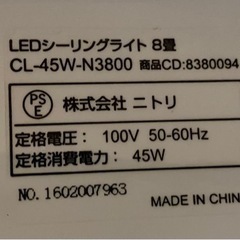 LEDシーリングライト 8畳
CL-45W-N3800 商品CD:8380094
PSE 株式会社 ニトリ
定格電圧: 100V 50-60Hz
定格消費電力: 45W
NO.1602007963
MADE IN CHIN